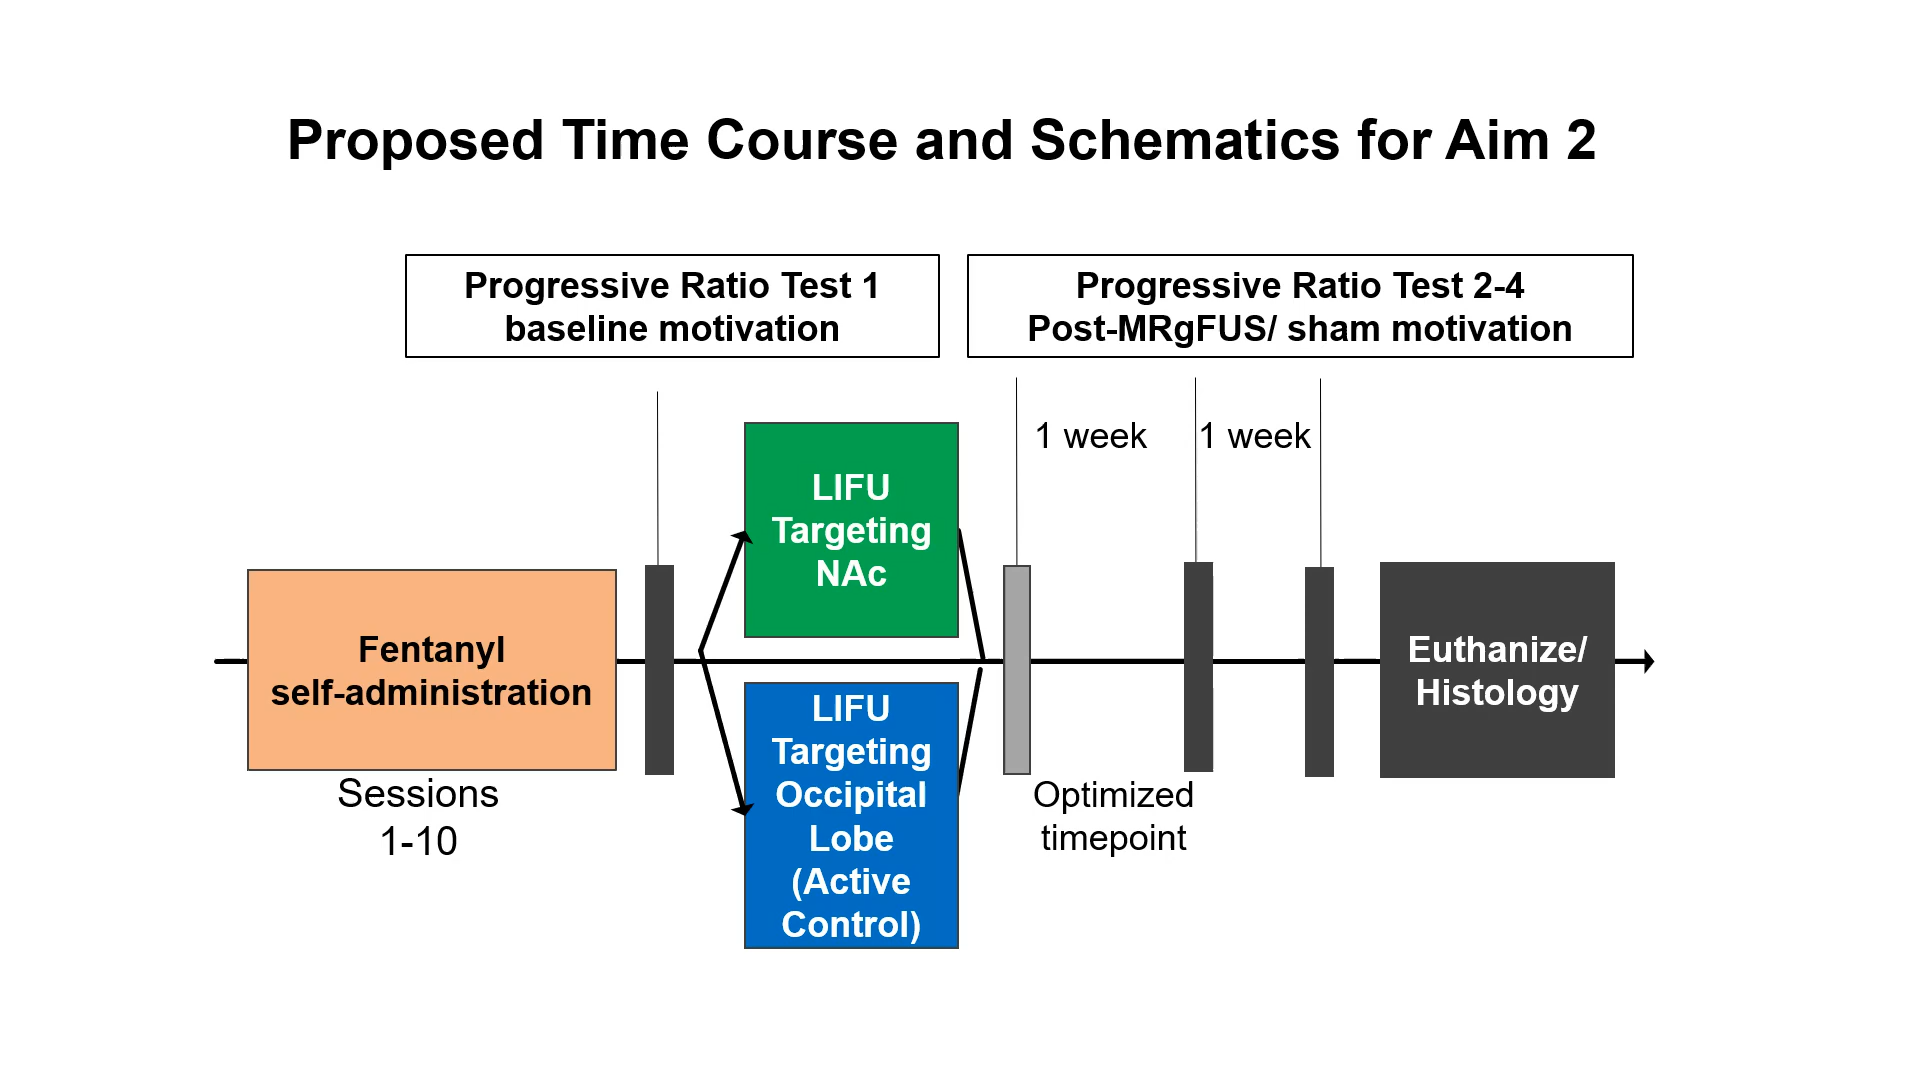 Proposed Time Course and Schematics for Aim 2
Progressive Ratio Test 1
baseline motivation
Progressive Ratio Test 2-4
Post-MRgFUS/ sham motivation
1 week
1 week
LIFU
Targeting
NAc
Fentanyl
self-administration
Sessions
1-10
LIFU
Targeting
Occipital
Lobe
(Active
Control)
Optimized
timepoint
Euthanize/
Histology